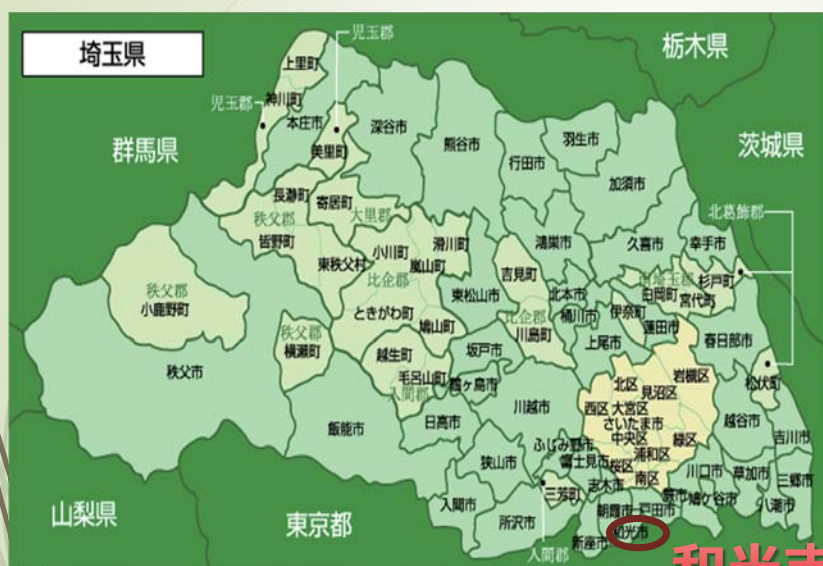 埼玉県
栃木県
児玉郡
上里町
児玉郡
神川町
本庄市
深谷市
熊谷市
羽生市
茨城県
群馬県
美里町
行田市
加須市
長瀞町
寄居町
大里郡
北葛飾郡
秩父郡
皆野町
小川町
滑川町
鴻巣市
久喜市
幸手市
東秩父村
嵐山町
吉見町
杉戸町
比企郡
東松山市
北本市
白岡町
宮代町
秩父郡
小鹿野町
ときがわ町
桶川市
伊奈町
蓮田市
比企郡
川島町
鳩山町
秩父郡
横瀬町
越生町
坂戸市
上尾市
春日部市
岩槻区
秩父市
毛呂山町
鶴ヶ島市
北区
見沼区
松伏町
入間郡
川越市
西区
大宮区
飯能市
日高市
さいたま市
越谷市
中央区
緑区
吉川市
ふじみ野市
浦和区
狭山市
富士見市
桜区
川口市
草加市
三郷市
南区
山梨県
東京都
入間市
三芳町
志木市
蕨市
鳩ヶ谷市
八潮市
所沢市
朝霞市
戸田市
和光市
新座市
入間郡
和光市